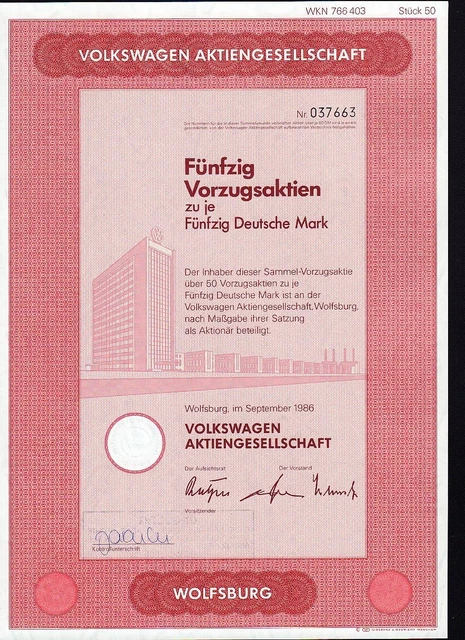 WKN 766 403 Stück 50
VOLKSWAGEN AKTIENGESELLSCHAFT
Nr. 037663
Fünfzig
Vorzugsaktien
zu je
Fünfzig Deutsche Mark
Der Inhaber dieser Sammel-Vorzugsaktie
über 50 Vorzugsaktien zu je
Fünfzig Deutsche Mark ist an der
Volkswagen Aktiengesellschaft, Wolfsburg,
nach Maßgabe ihrer Satzung
als Aktionär beteiligt.
Wolfsburg, im September 1986
VOLKSWAGEN
AKTIENGESELLSCHAFT
Der Aufsichtsrat Der Vorstand
Vorsitzender
Kontrollunterschrift
WOLFSBURG